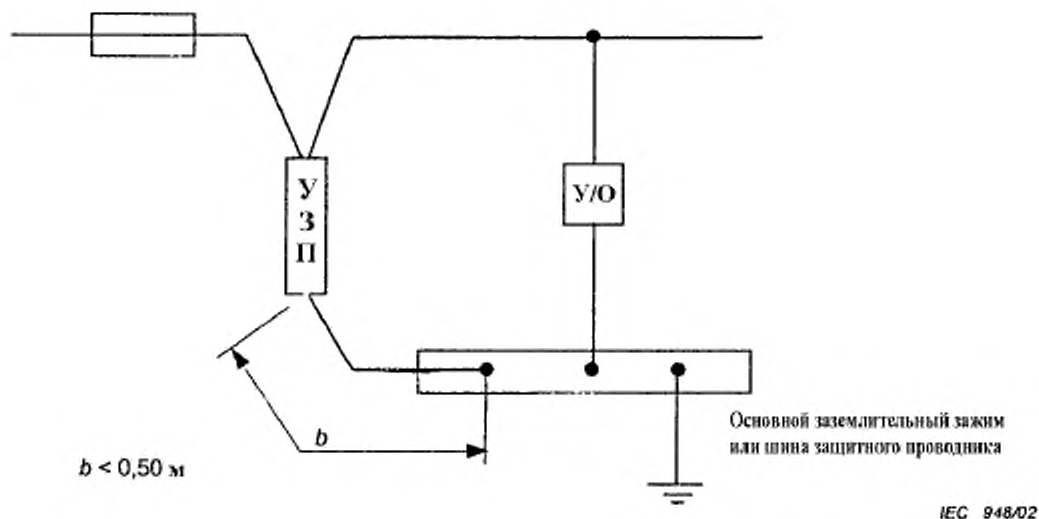 У
З
П
У/О
b
Основной заземлительный зажим
или шина защитного проводника
b < 0,50 м
IEC 948/02